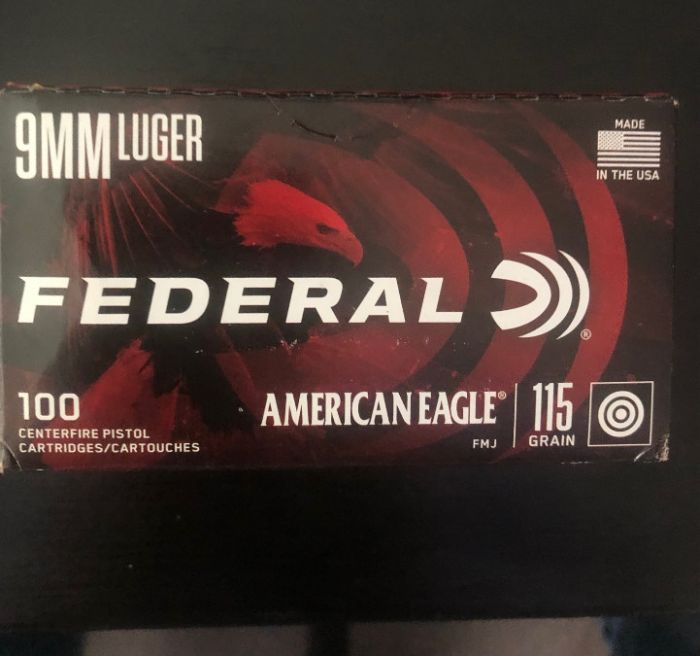 9MM LUGER
MADE
IN THE USA
FEDERAL ®
100
CENTERFIRE PISTOL
CARTRIDGES/CARTOUCHES
AMERICAN EAGLE®
FMJ
115
GRAIN